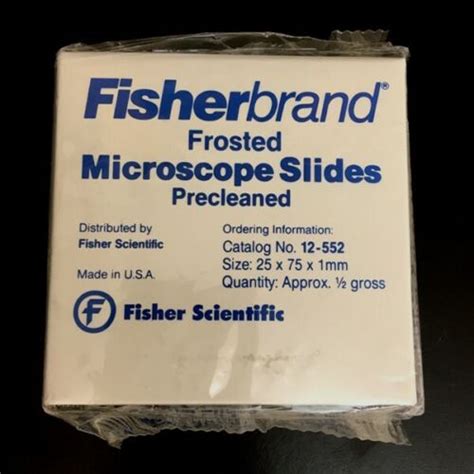 Fisherbrand®
Frosted
Microscope Slides
Precleaned
Distributed by
Fisher Scientific
Made in U.S.A.
Ordering Information:
Catalog No. 12-552
Size: 25 x 75 x 1mm
Quantity: Approx. ½ gross
F Fisher Scientific